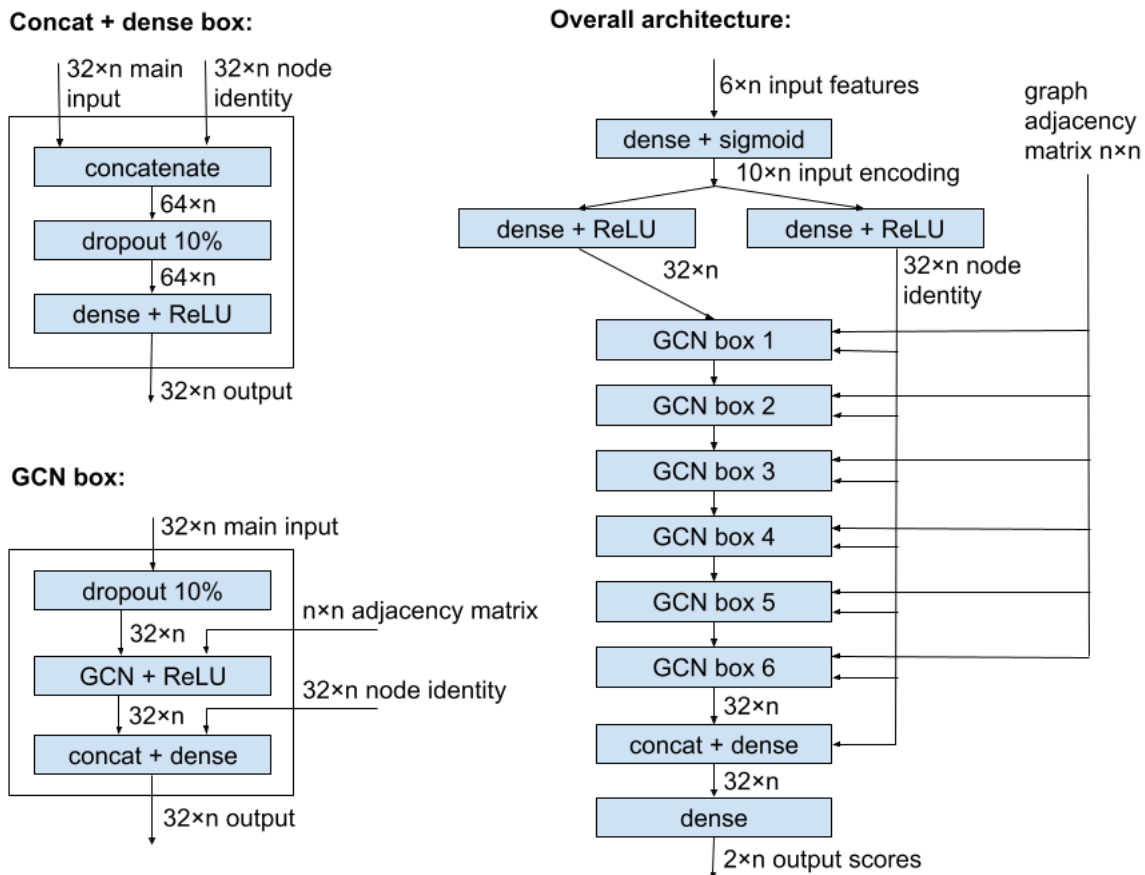 Concat + dense box:
32×n main
input
32×n node
identity
concatenate
64×n
dropout 10%
64×n
dense + ReLU
32×n output
GCN box:
32×n main input
dropout 10%
32×n
n×n adjacency matrix
GCN + ReLU
32×n
32×n node identity
concat + dense
32×n output
Overall architecture:
6×n input features
graph
adjacency
matrix n×n
dense + sigmoid
10×n input encoding
dense + ReLU
dense + ReLU
32×n
32×n node
identity
GCN box 1
GCN box 2
GCN box 3
GCN box 4
GCN box 5
GCN box 6
32×n
concat + dense
32×n
dense
2×n output scores